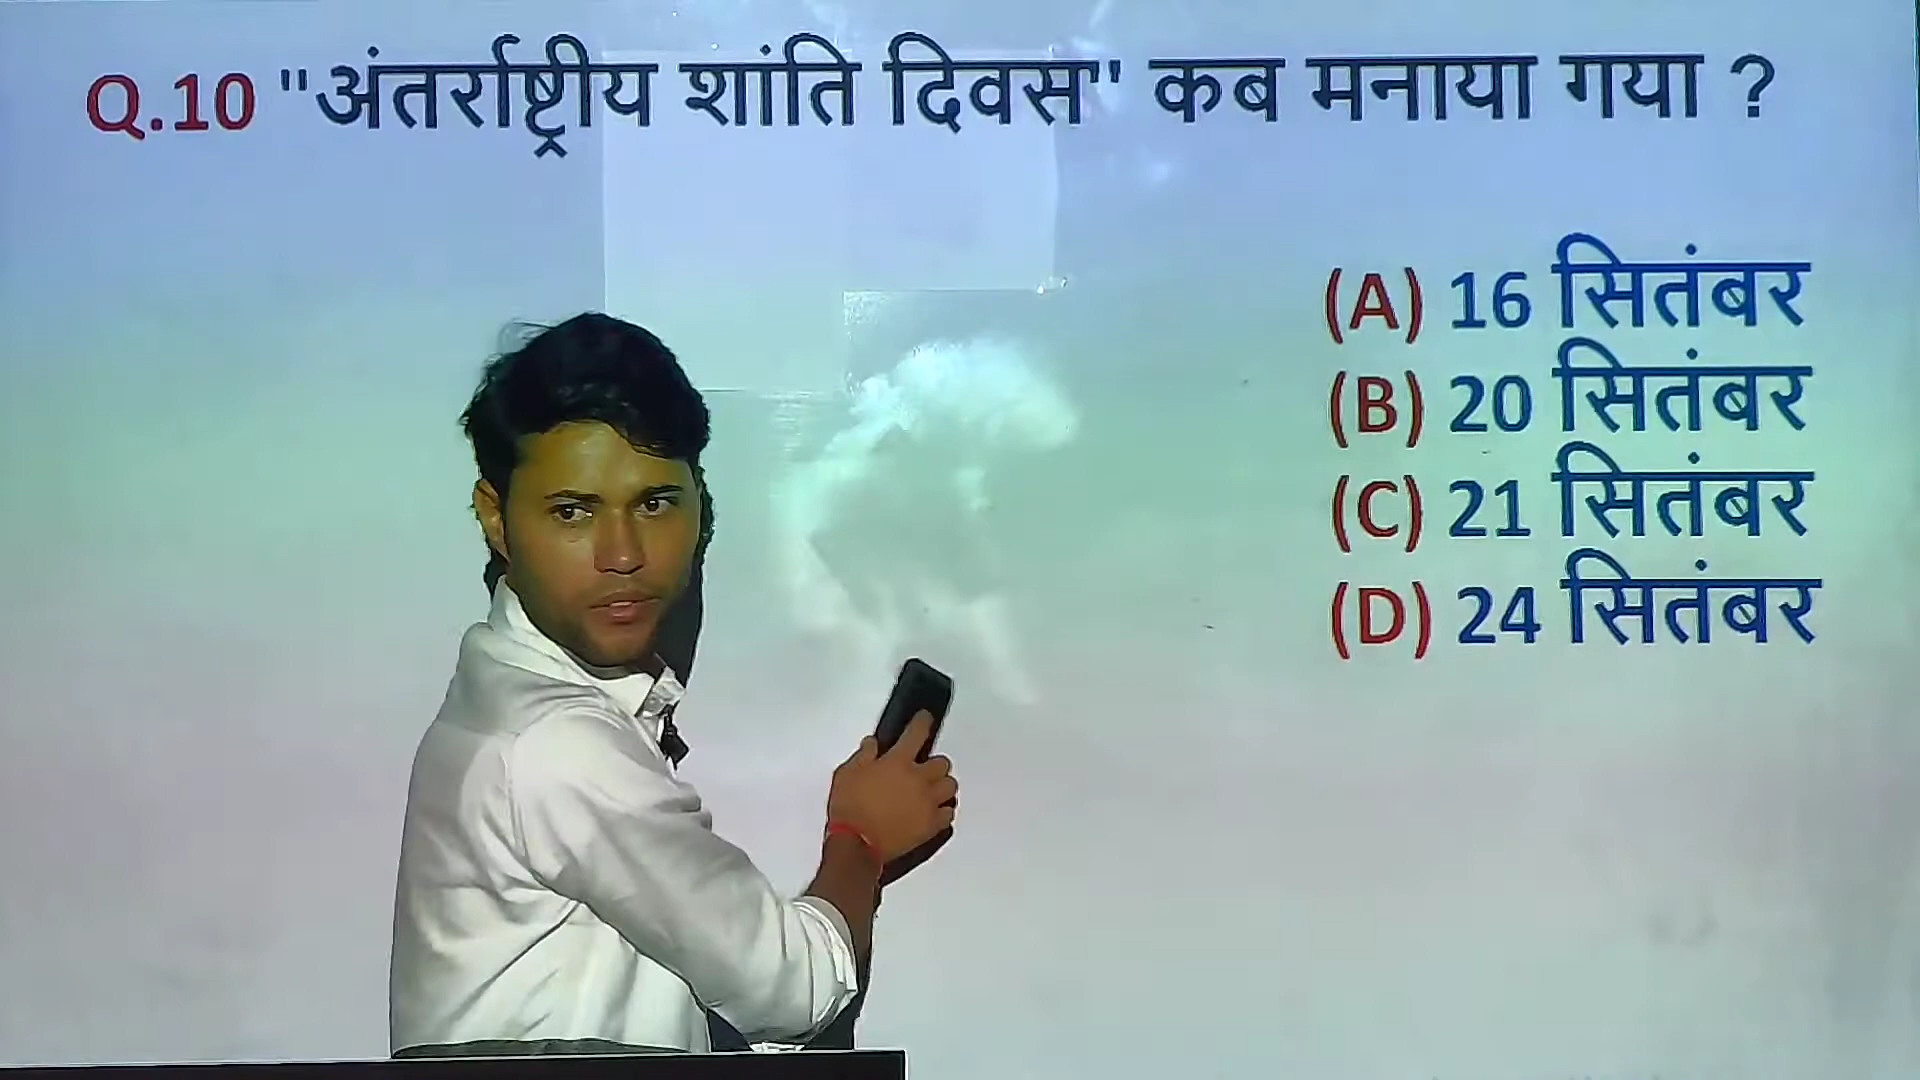 Q.10 "अंतर्राष्ट्रीय शांति दिवस" कब मनाया गया ?
(A) 16 सितंबर
(B) 20 सितंबर
(C) 21 सितंबर
(D) 24 सितंबर